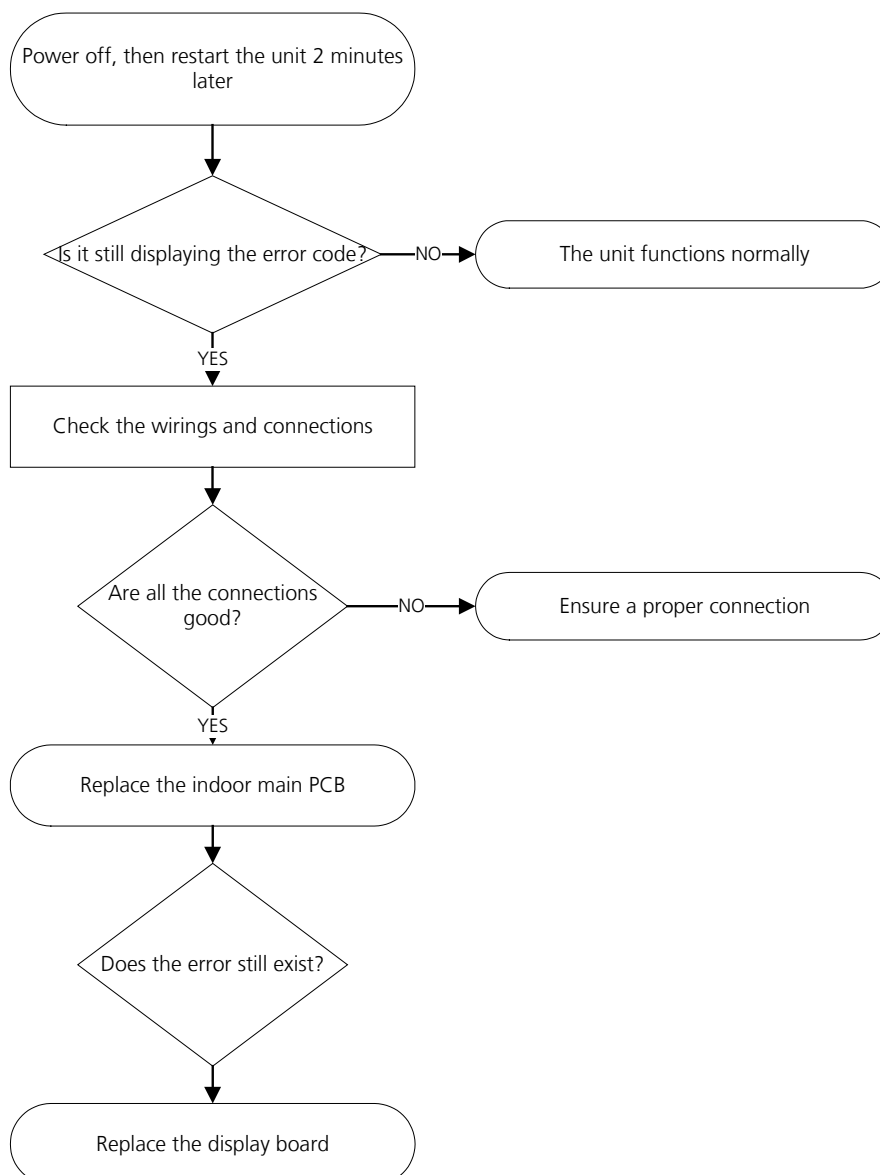 Power off, then restart the unit 2 minutes
later
Is it still displaying the error code?
NO
The unit functions normally
YES
Check the wirings and connections
Are all the connections
good?
NO
Ensure a proper connection
YES
Replace the indoor main PCB
Does the error still exist?
Replace the display board